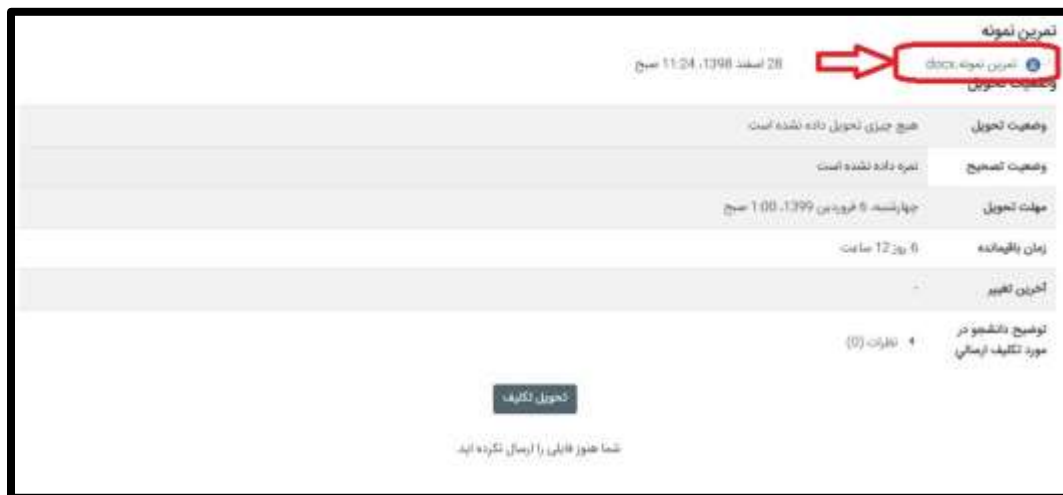 تمرین نمونه
تمرین نمونه.docx 28 اسفند 1398، 11:24 صبح
وضعیت تحویل
وضعیت تحویل هیچ چیزی تحویل داده نشده است
وضعیت تصحیح نمره داده نشده است
مهلت تحویل چهارشنبه، 6 فروردین 1399، 1:00 صبح
زمان باقیمانده 6 روز 12 ساعت
آخرین تغییر -
توضیح دانشجو در
مورد تکلیف ارسالی نظرات (0)
تحویل تکلیف
شما هنوز فایلی را ارسال نکرده اید.